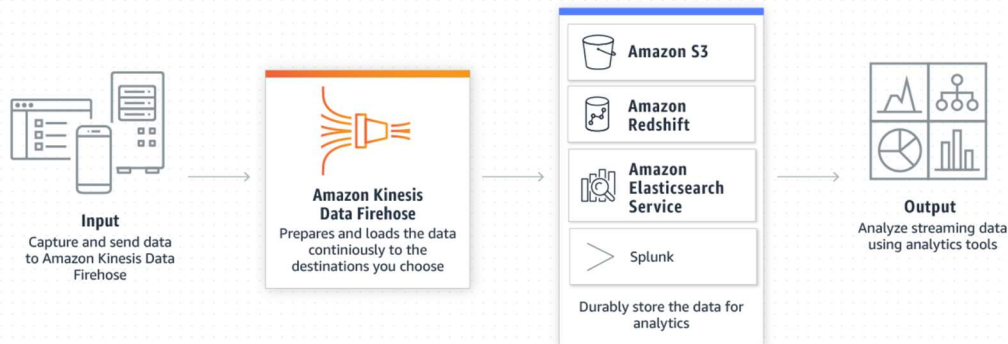 Input
Capture and send data
to Amazon Kinesis Data
Firehose
Amazon Kinesis
Data Firehose
Prepares and loads the data
continiously to the
destinations you choose
Amazon S3
Amazon
Redshift
Amazon
Elasticsearch
Service
Splunk
Durably store the data for
analytics
Output
Analyze streaming data
using analytics tools